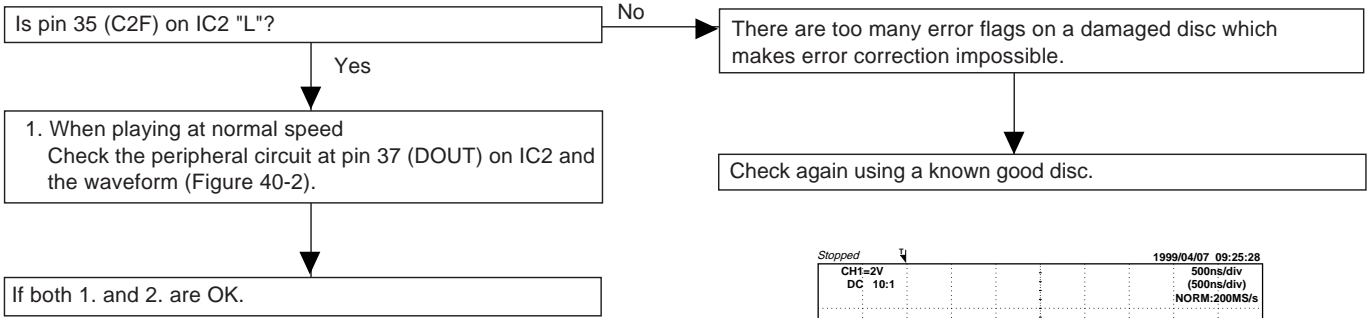 Is pin 35 (C2F) on IC2 "L"?
No
There are too many error flags on a damaged disc which
makes error correction impossible.
Yes
1. When playing at normal speed
Check the peripheral circuit at pin 37 (DOUT) on IC2 and
the waveform (Figure 40-2).
Check again using a known good disc.
If both 1. and 2. are OK.
Stopped
T
1999/04/07 09:25:28
CH1=2V
500ns/div
DC 10:1
(500ns/div)
NORM:200MS/s